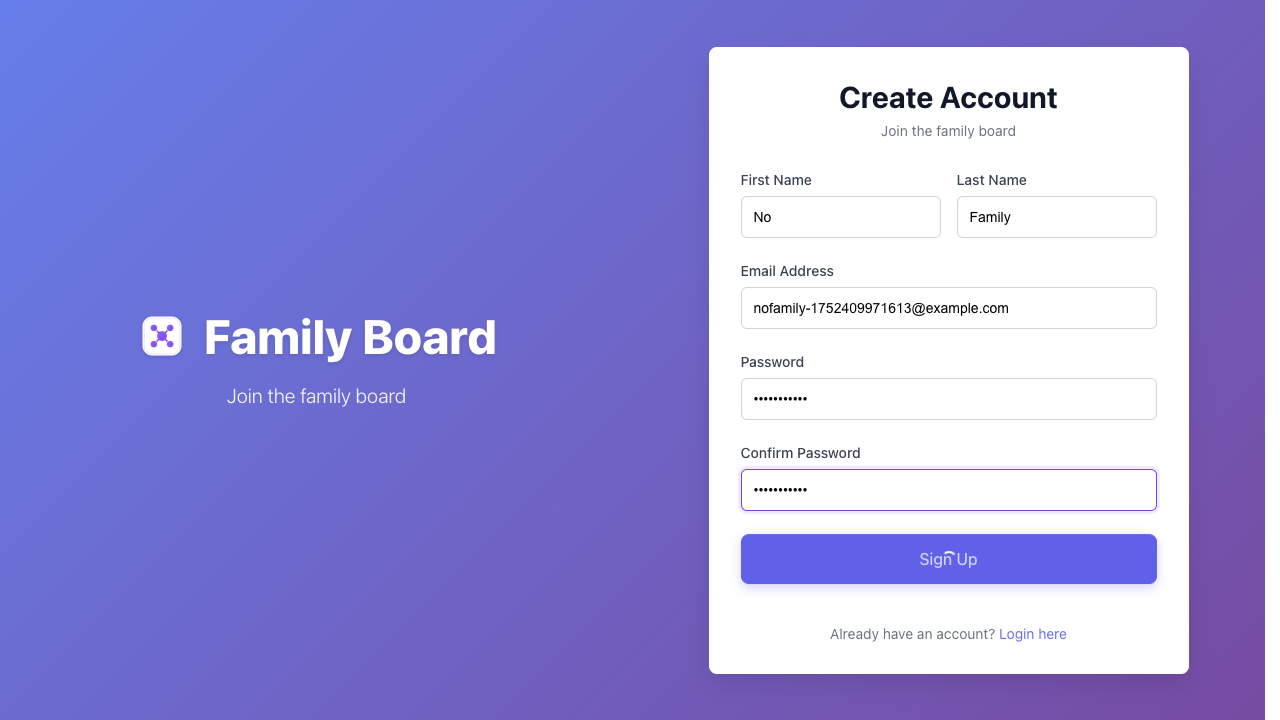 Family Board
Join the family board
Create Account
Join the family board
First Name
Last Name
No
Family
Email Address
nofamily-1752409971613@example.com
Password
•••••••••••
Confirm Password
•••••••••••
Sign Up
Already have an account? Login here